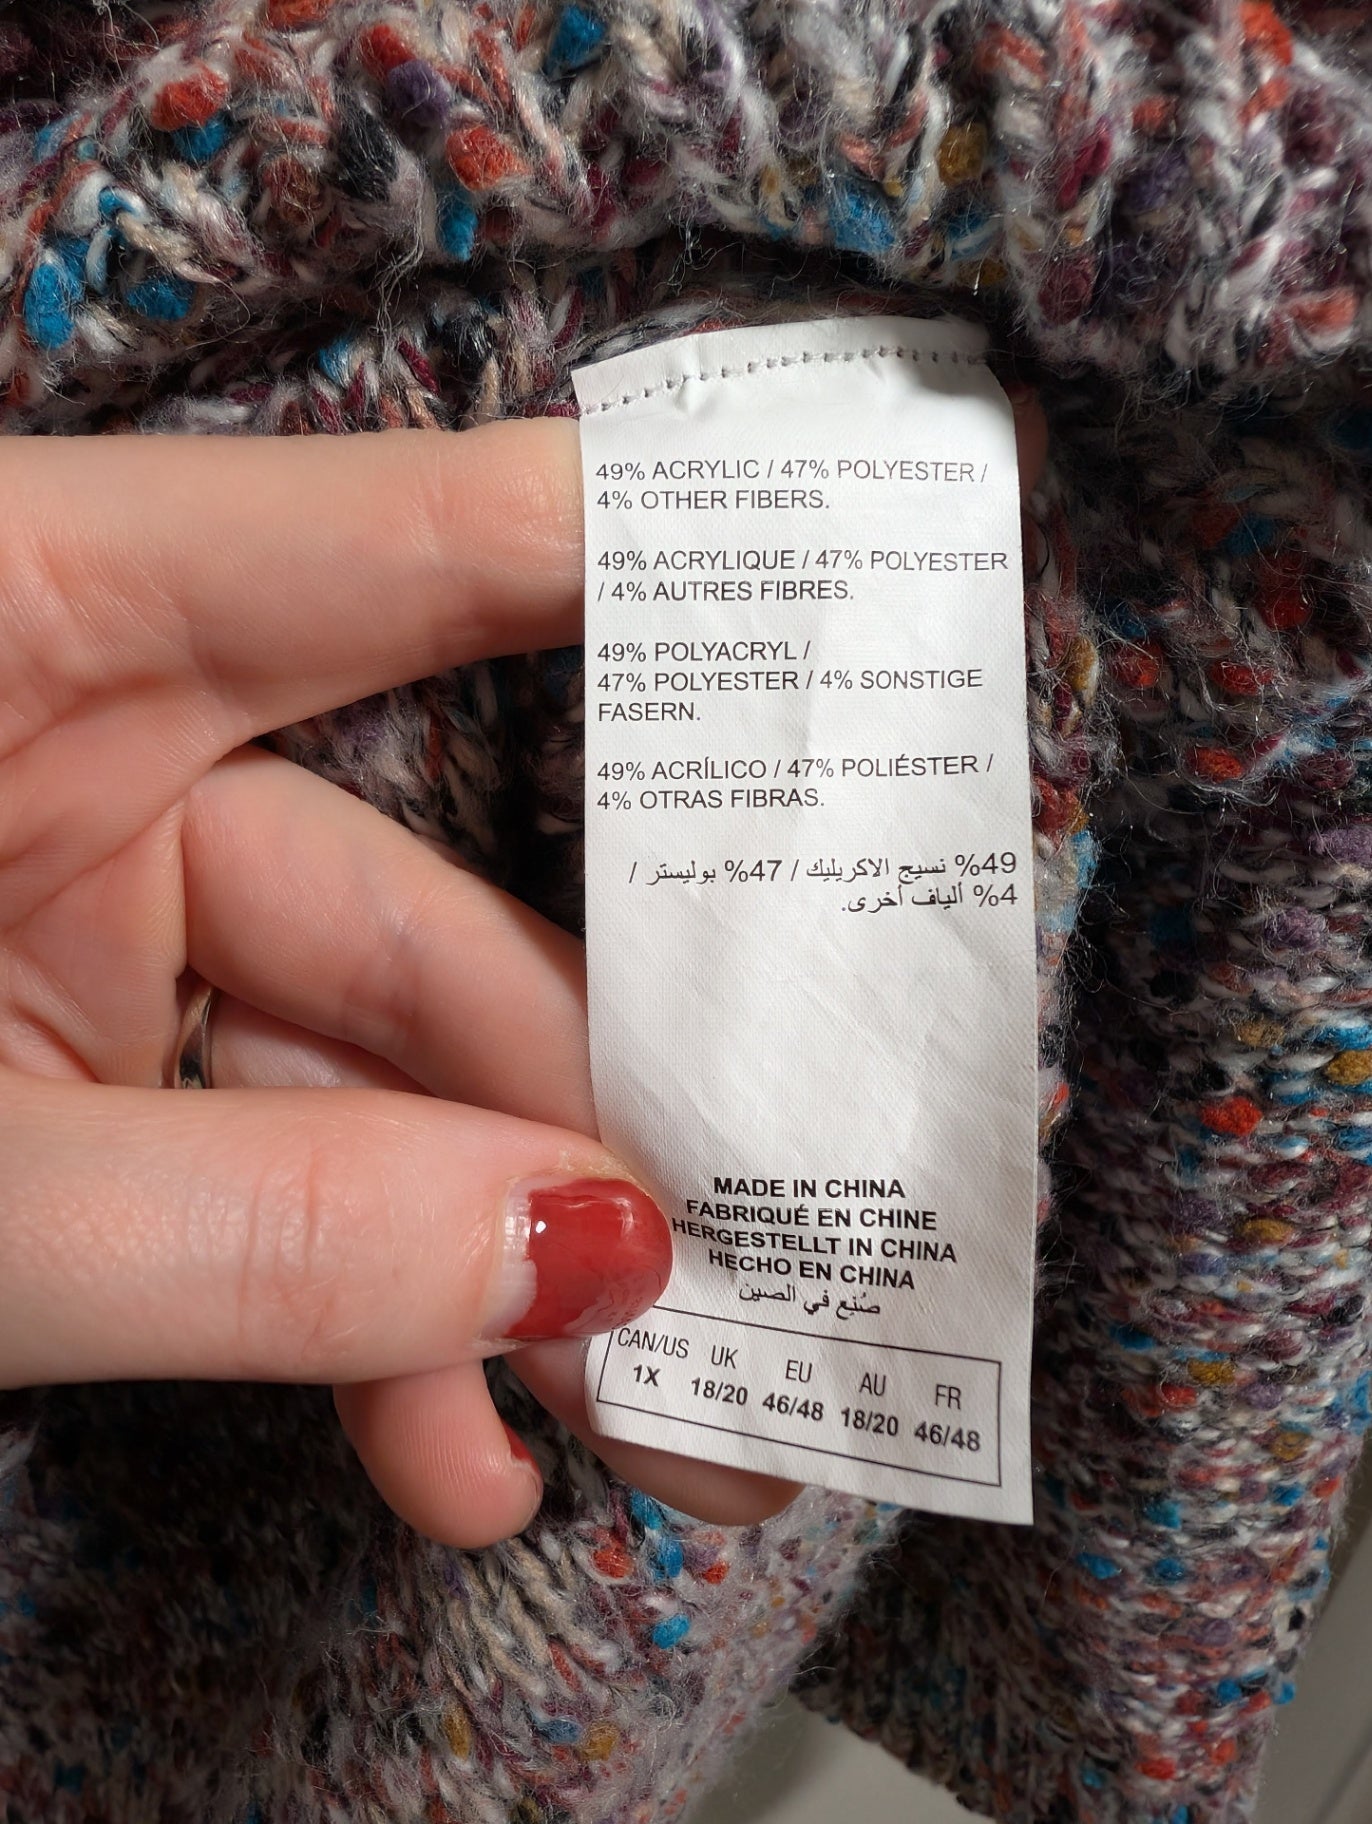 49% ACRYLIC / 47% POLYESTER /
4% OTHER FIBERS.
49% ACRYLIQUE / 47% POLYESTER
/ 4% AUTRES FIBRES.
49% POLYACRYL /
47% POLYESTER / 4% SONSTIGE
FASERN.
49% ACRÍLICO / 47% POLIÉSTER /
4% OTRAS FIBRAS.
49% نسيج الاكريليك / 47% بوليستر /
4% ألياف أخرى.
MADE IN CHINA
FABRIQUÉ EN CHINE
HERGESTELLT IN CHINA
HECHO EN CHINA
صُنِع في الصين
CAN/US UK EU AU FR
1X 18/20 46/48 18/20 46/48